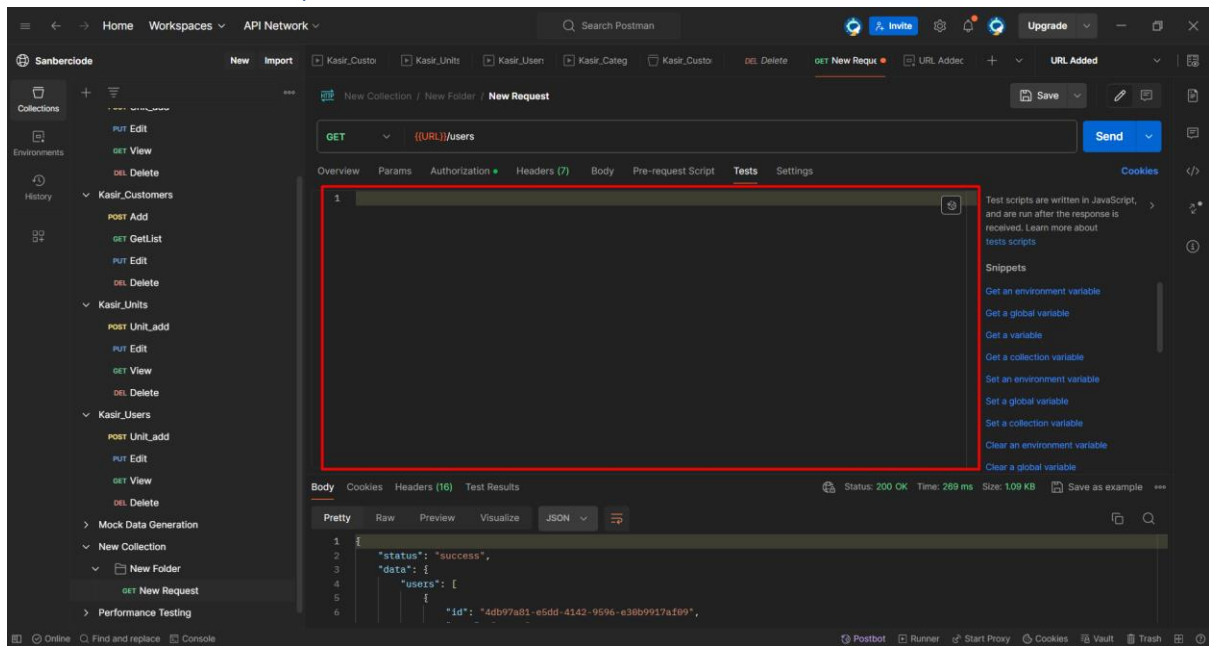 Home Workspaces API Network Search Postman Invite Upgrade
Sanberciode New Import Kasir_Custo Kasir_Units Kasir_User Kasir_Categ Kasir_Custo DEL Delete GET New Reque URL Addec URL Added
Collections
Environments
History
PUT Edit
GET View
DEL Delete
Kasir_Customers
POST Add
GET GetList
PUT Edit
DEL Delete
Kasir_Units
POST Unit_add
PUT Edit
GET View
DEL Delete
Kasir_Users
POST Unit_add
PUT Edit
GET View
DEL Delete
Mock Data Generation
New Collection
New Folder
GET New Request
Performance Testing
HTTP New Collection / New Folder / New Request Save
GET {{URL}}/users Send
Overview Params Authorization Headers (7) Body Pre-request Script Tests Settings Cookies
1
Test scripts are written in JavaScript,
and are run after the response is
received. Learn more about
tests scripts
Snippets
Get an environment variable
Get a global variable
Get a variable
Get a collection variable
Set an environment variable
Set a global variable
Set a collection variable
Clear an environment variable
Clear a global variable
Body Cookies Headers (16) Test Results Status: 200 OK Time: 269 ms Size: 1.09 KB Save as example
Pretty Raw Preview Visualize JSON
1 {
2 "status": "success",
3 "data": {
4 "users": [
5 {
6 "id": "4db97a81-e5dd-4142-9596-e30b9917af09",
Online Find and replace Console Postbot Runner Start Proxy Cookies Vault Trash